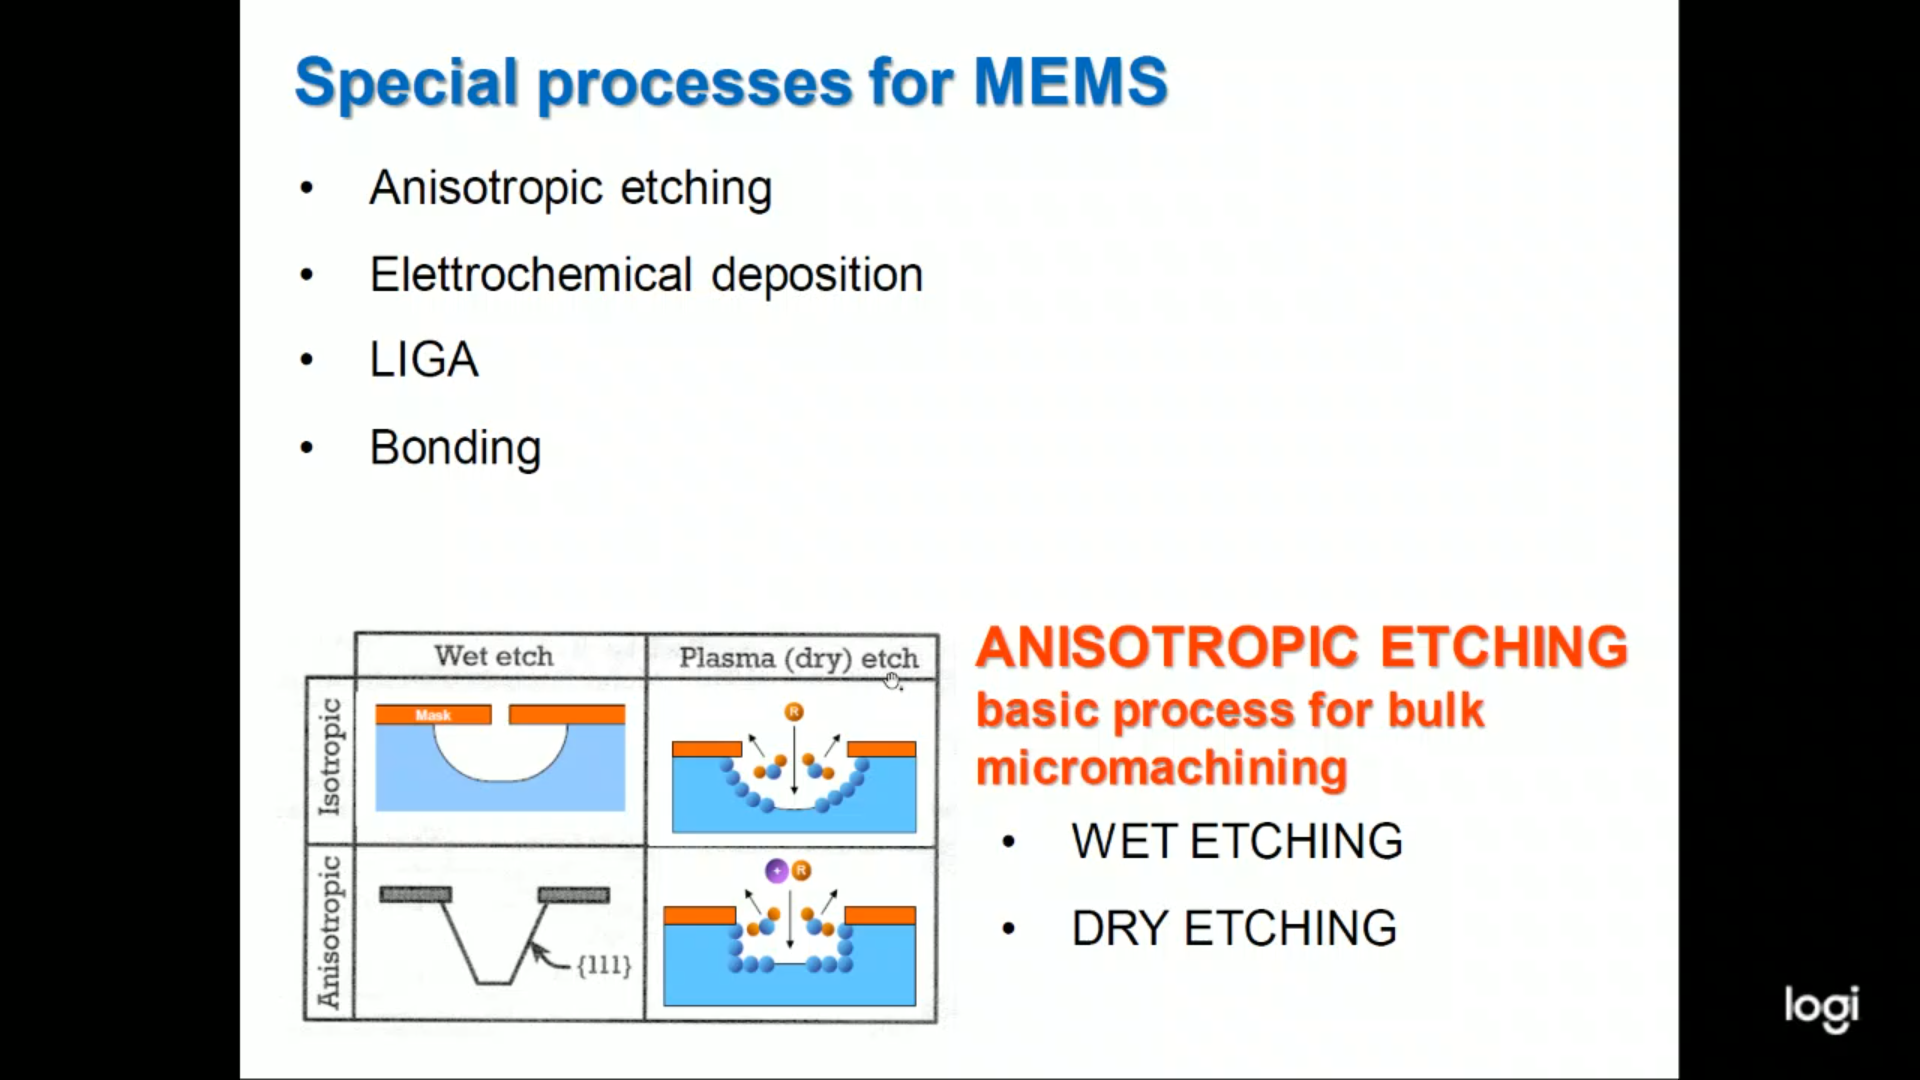 Special processes for MEMS
• Anisotropic etching
• Elettrochemical deposition
• LIGA
• Bonding
Wet etch
Plasma (dry) etch
Isotropic
Mask
R
Anisotropic
{111}
+ R
ANISOTROPIC ETCHING
basic process for bulk
micromachining
• WET ETCHING
• DRY ETCHING
logi